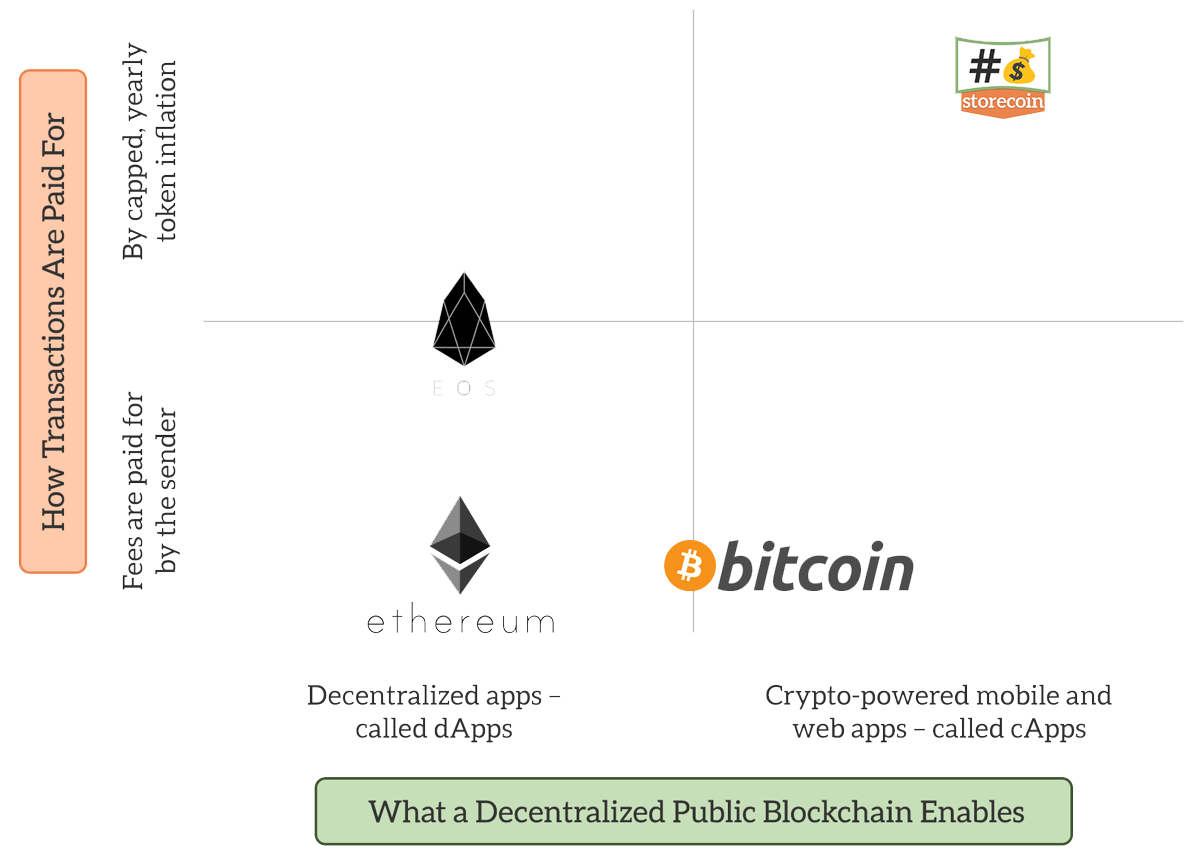 How Transactions Are Paid For
By capped, yearly
token inflation
Fees are paid for
by the sender
#$
storecoin
E O S
ethereum
₿bitcoin
Decentralized apps –
called dApps
Crypto-powered mobile and
web apps – called cApps
What a Decentralized Public Blockchain Enables